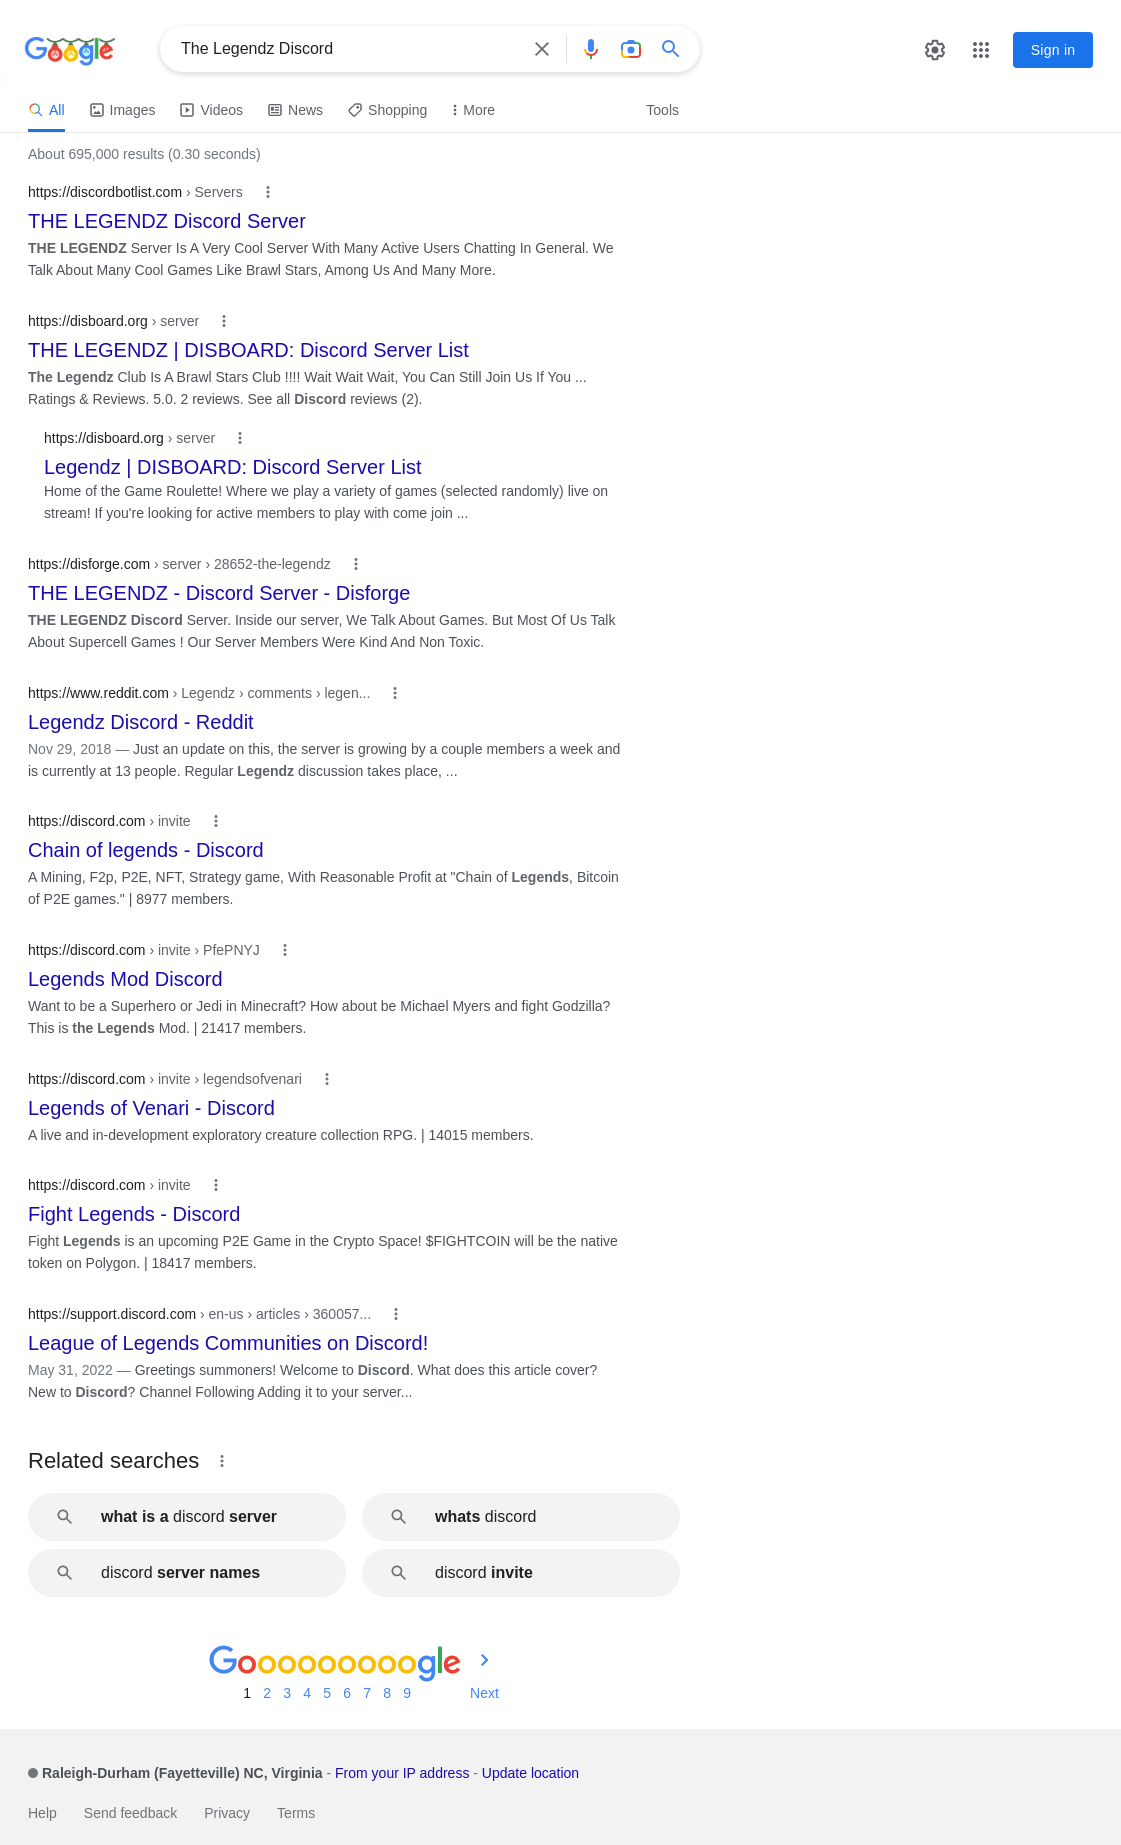 Google
The Legendz Discord
Sign in
All Images Videos News Shopping More Tools
About 695,000 results (0.30 seconds)
https://discordbotlist.com › Servers
THE LEGENDZ Discord Server
THE LEGENDZ Server Is A Very Cool Server With Many Active Users Chatting In General. We
Talk About Many Cool Games Like Brawl Stars, Among Us And Many More.
https://disboard.org › server
THE LEGENDZ | DISBOARD: Discord Server List
The Legendz Club Is A Brawl Stars Club !!!! Wait Wait Wait, You Can Still Join Us If You ...
Ratings & Reviews. 5.0. 2 reviews. See all Discord reviews (2).
https://disboard.org › server
Legendz | DISBOARD: Discord Server List
Home of the Game Roulette! Where we play a variety of games (selected randomly) live on
stream! If you're looking for active members to play with come join ...
https://disforge.com › server › 28652-the-legendz
THE LEGENDZ - Discord Server - Disforge
THE LEGENDZ Discord Server. Inside our server, We Talk About Games. But Most Of Us Talk
About Supercell Games ! Our Server Members Were Kind And Non Toxic.
https://www.reddit.com › Legendz › comments › legen...
Legendz Discord - Reddit
Nov 29, 2018 — Just an update on this, the server is growing by a couple members a week and
is currently at 13 people. Regular Legendz discussion takes place, ...
https://discord.com › invite
Chain of legends - Discord
A Mining, F2p, P2E, NFT, Strategy game, With Reasonable Profit at "Chain of Legends, Bitcoin
of P2E games." | 8977 members.
https://discord.com › invite › PfePNYJ
Legends Mod Discord
Want to be a Superhero or Jedi in Minecraft? How about be Michael Myers and fight Godzilla?
This is the Legends Mod. | 21417 members.
https://discord.com › invite › legendsofvenari
Legends of Venari - Discord
A live and in-development exploratory creature collection RPG. | 14015 members.
https://discord.com › invite
Fight Legends - Discord
Fight Legends is an upcoming P2E Game in the Crypto Space! $FIGHTCOIN will be the native
token on Polygon. | 18417 members.
https://support.discord.com › en-us › articles › 360057...
League of Legends Communities on Discord!
May 31, 2022 — Greetings summoners! Welcome to Discord. What does this article cover?
New to Discord? Channel Following Adding it to your server...
Related searches
what is a discord server
whats discord
discord server names
discord invite
Gooooooooogle
1 2 3 4 5 6 7 8 9 Next
Raleigh-Durham (Fayetteville) NC, Virginia - From your IP address - Update location
Help Send feedback Privacy Terms